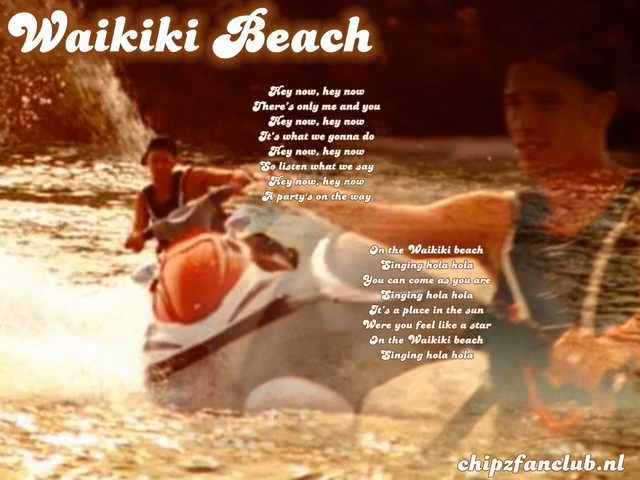 Waikiki Beach
Hey now, hey now
There's only me and you
Hey now, hey now
It's what we gonna do
Hey now, hey now
So listen what we say
Hey now, hey now
A party's on the way
On the Waikiki beach
Singing hola hola
You can come as you are
Singing hola hola
It's a place in the sun
Were you feel like a star
On the Waikiki beach
Singing hola hola
chipzfanclub.nl